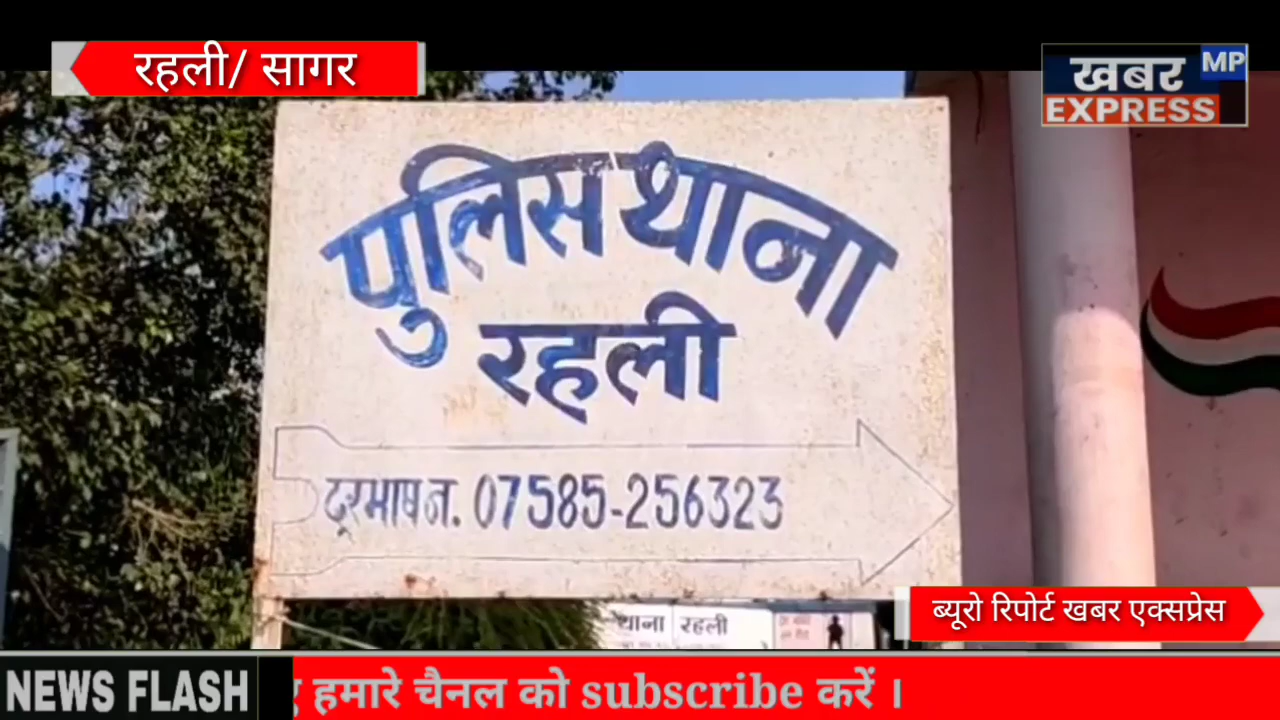 रहली/ सागर
खबर MP
EXPRESS
पुलिस थाना
रहली
दूरभाष न. 07585-256323
थाना रहली
ब्यूरो रिपोर्ट खबर एक्सप्रेस
NEWS FLASH
हमारे चैनल को subscribe करें ।